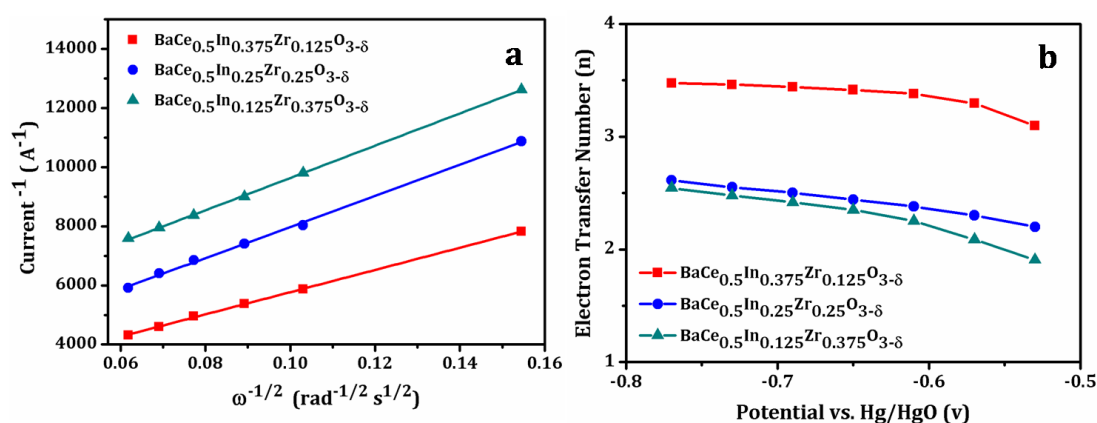 a
BaCe0.5In0.375Zr0.125O3-δ
BaCe0.5In0.25Zr0.25O3-δ
BaCe0.5In0.125Zr0.375O3-δ
Current-1 ( A-1)
14000
12000
10000
8000
6000
4000
0.06 0.08 0.10 0.12 0.14 0.16
ω-1/2 (rad-1/2 s1/2)
b
Electron Transfer Number (n)
4
3
2
1
BaCe0.5In0.375Zr0.125O3-δ
BaCe0.5In0.25Zr0.25O3-δ
BaCe0.5In0.125Zr0.375O3-δ
-0.8 -0.7 -0.6 -0.5
Potential vs. Hg/HgO (v)